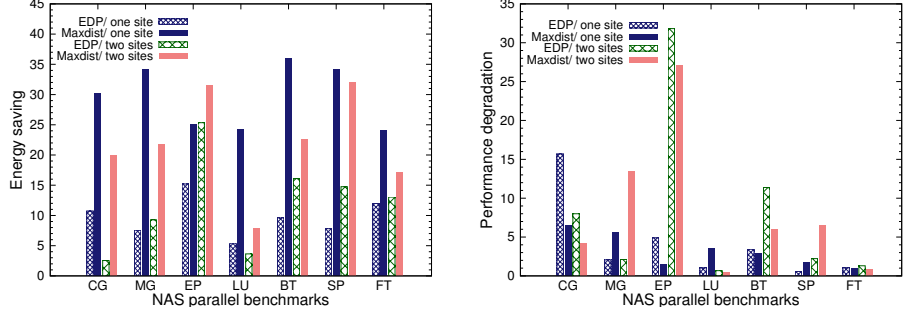 45
40
35
30
25
20
15
10
5
0
Energy saving
EDP/ one site
Maxdist/ one site
EDP/ two sites
Maxdist/ two sites
CG MG EP LU BT SP FT
NAS parallel benchmarks
35
30
25
20
15
10
5
0
Performance degradation
EDP/ one site
Maxdist/ one site
EDP/ two sites
Maxdist/ two sites
CG MG EP LU BT SP FT
NAS parallel benchmarks